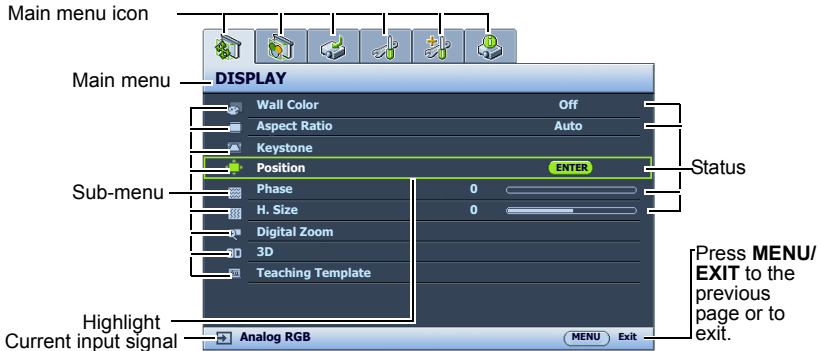 Main menu icon
Main menu
DISPLAY
Wall Color Off
Aspect Ratio Auto
Keystone
Position ENTER
Status
Sub-menu
Phase 0
H. Size 0
Digital Zoom
3D 3D
Teaching Template
Press MENU/
EXIT to the
previous
page or to
exit.
Highlight
Current input signal
Analog RGB MENU Exit